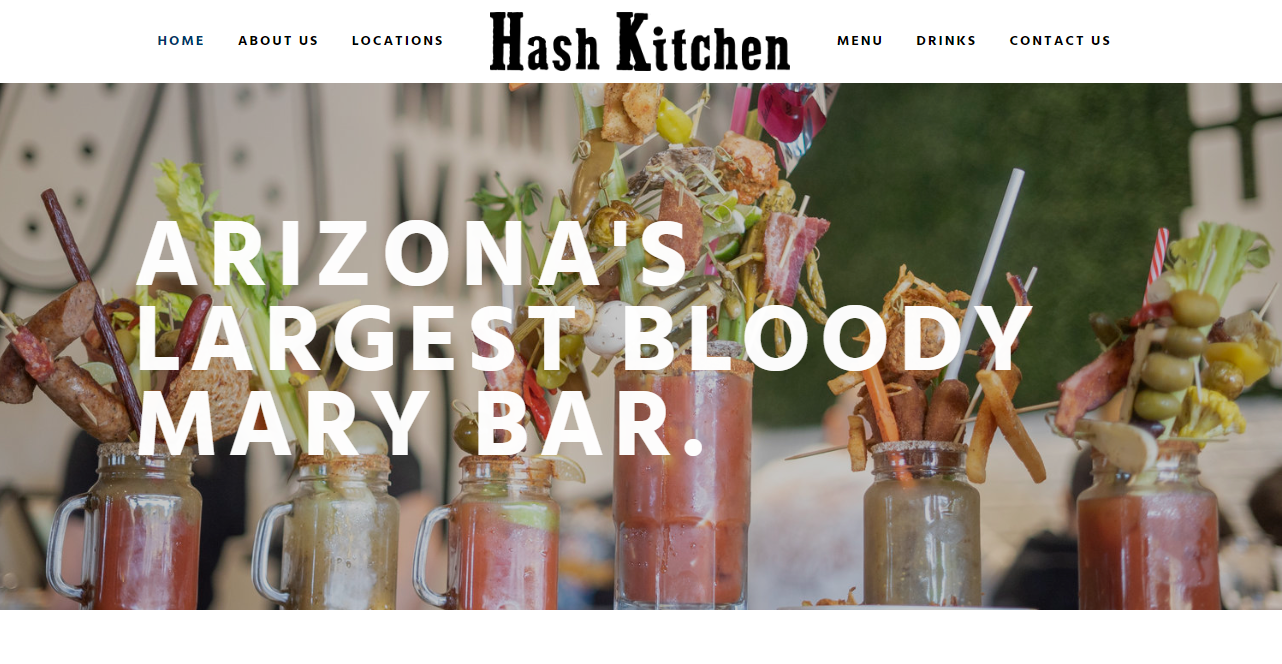 HOME ABOUT US LOCATIONS Hash Kitchen MENU DRINKS CONTACT US
ARIZONA'S
LARGEST BLOODY
MARY BAR.